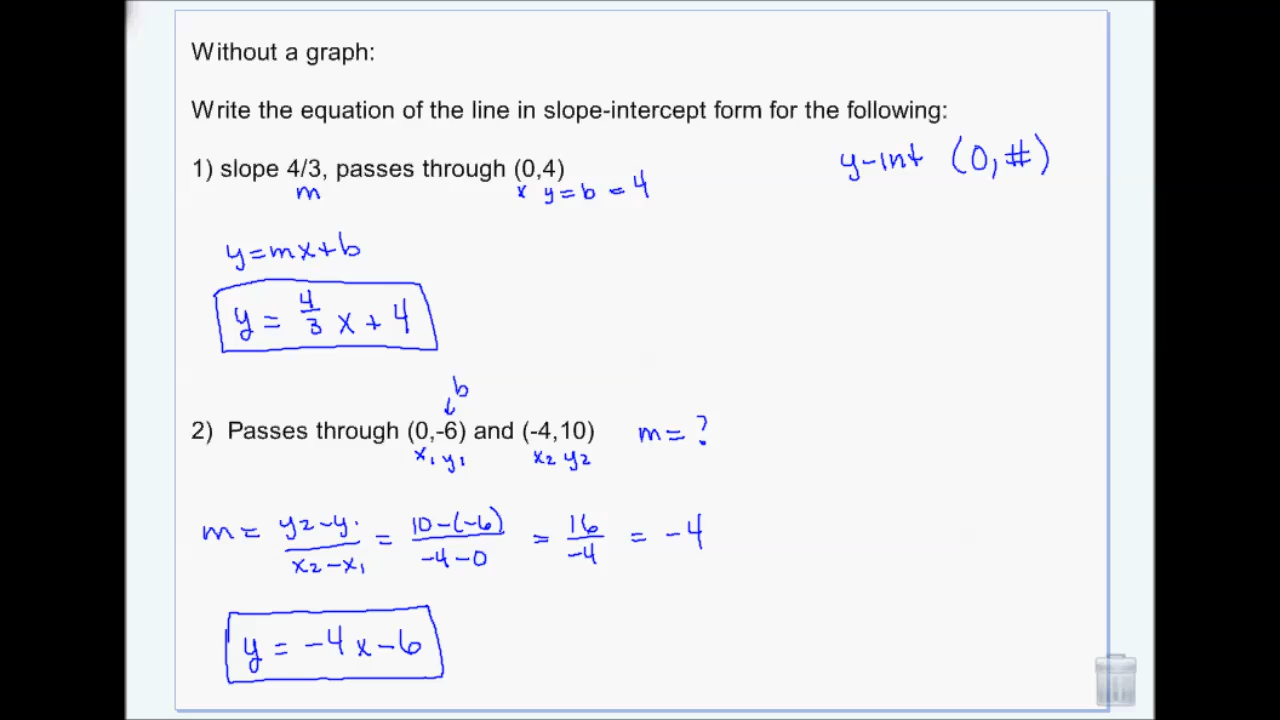 Without a graph:
Write the equation of the line in slope-intercept form for the following:
y-int (0,#)
1) slope 4/3, passes through (0,4)
m x y=b=4
y=mx+b
y = 4/3 x + 4
b
2) Passes through (0,-6) and (-4,10) m=?
x₁ y₁ x₂ y₂
m = y₂-y₁/x₂-x₁ = 10-(-6)/-4-0 = 16/-4 = -4
y = -4x-6